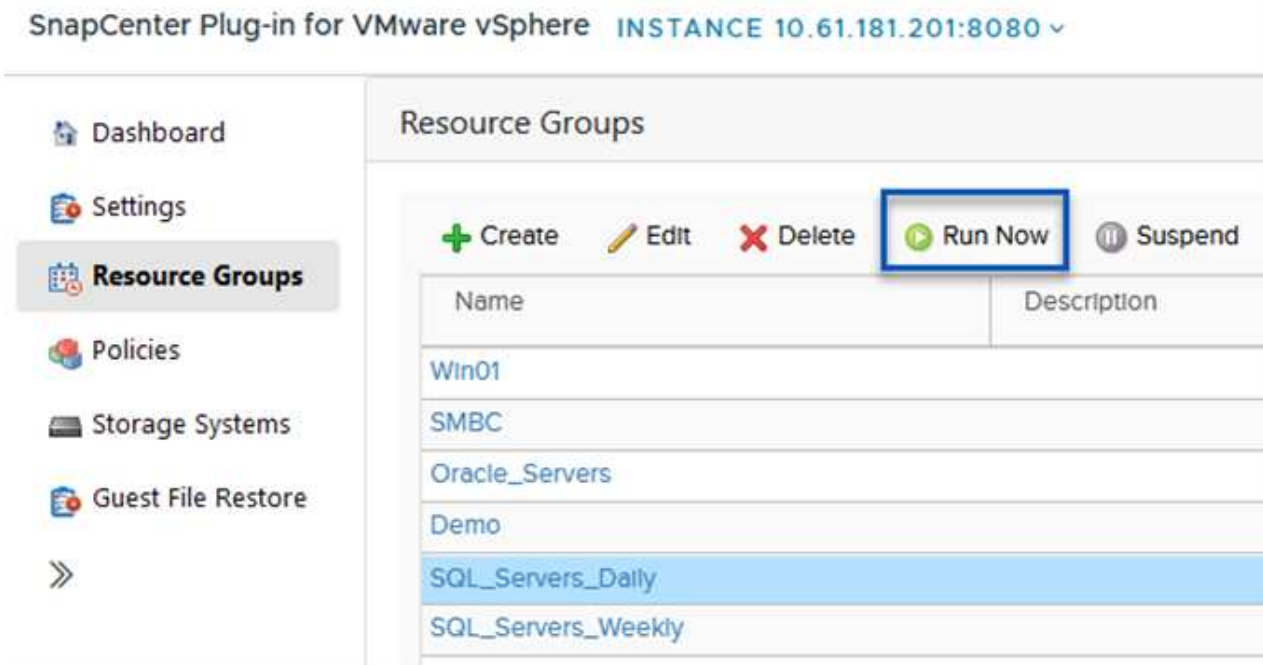 SnapCenter Plug-in for VMware vSphere INSTANCE 10.61.181.201:8080
Dashboard
Settings
Resource Groups
Policies
Storage Systems
Guest File Restore
Resource Groups
Create Edit Delete Run Now Suspend
Name Description
Win01
SMBC
Oracle_Servers
Demo
SQL_Servers_Daily
SQL_Servers_Weekly